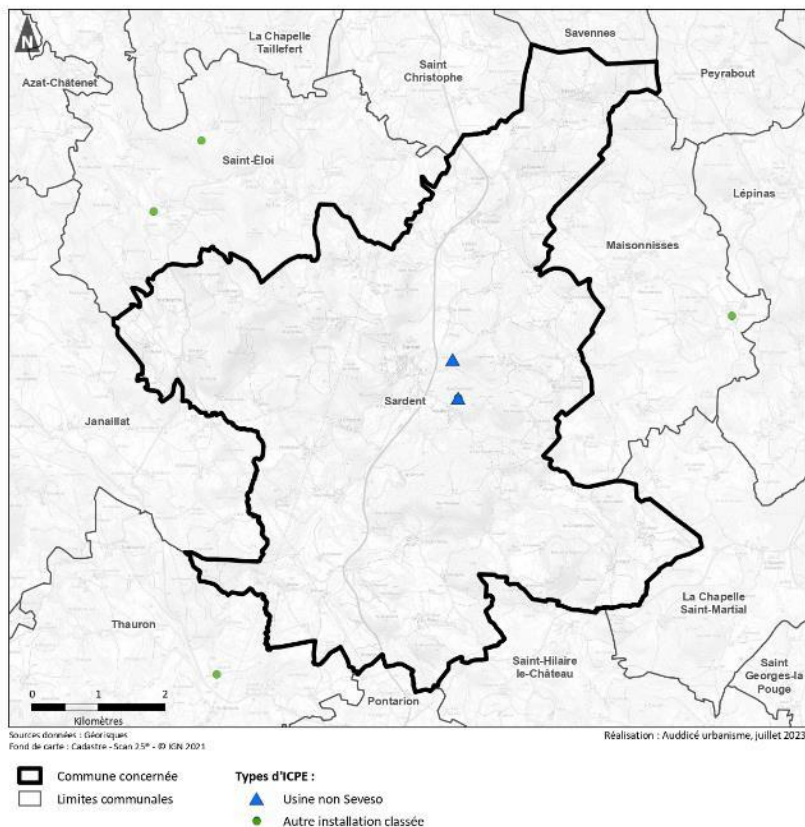 N
La Chapelle
Taillefert
Savennes
Saint
Christophe
Azat-Châtenet
Peyrabout
Saint-Éloi
Lépinas
Maisonnisses
Sardent
Janaillat
La Chapelle
Saint-Martial
Thauron
Saint-Hilaire
le-Château
Saint
Georges-la
Pouge
Pontarion
0 1 2
Kilomètres
Sources données : Géorisques
Fond de carte : Cadastre - Scan 25® - © IGN 2021
Réalisation : Auddicé urbanisme, juillet 2023
Commune concernée
Limites communales
Types d'ICPE :
Usine non Seveso
Autre installation classée